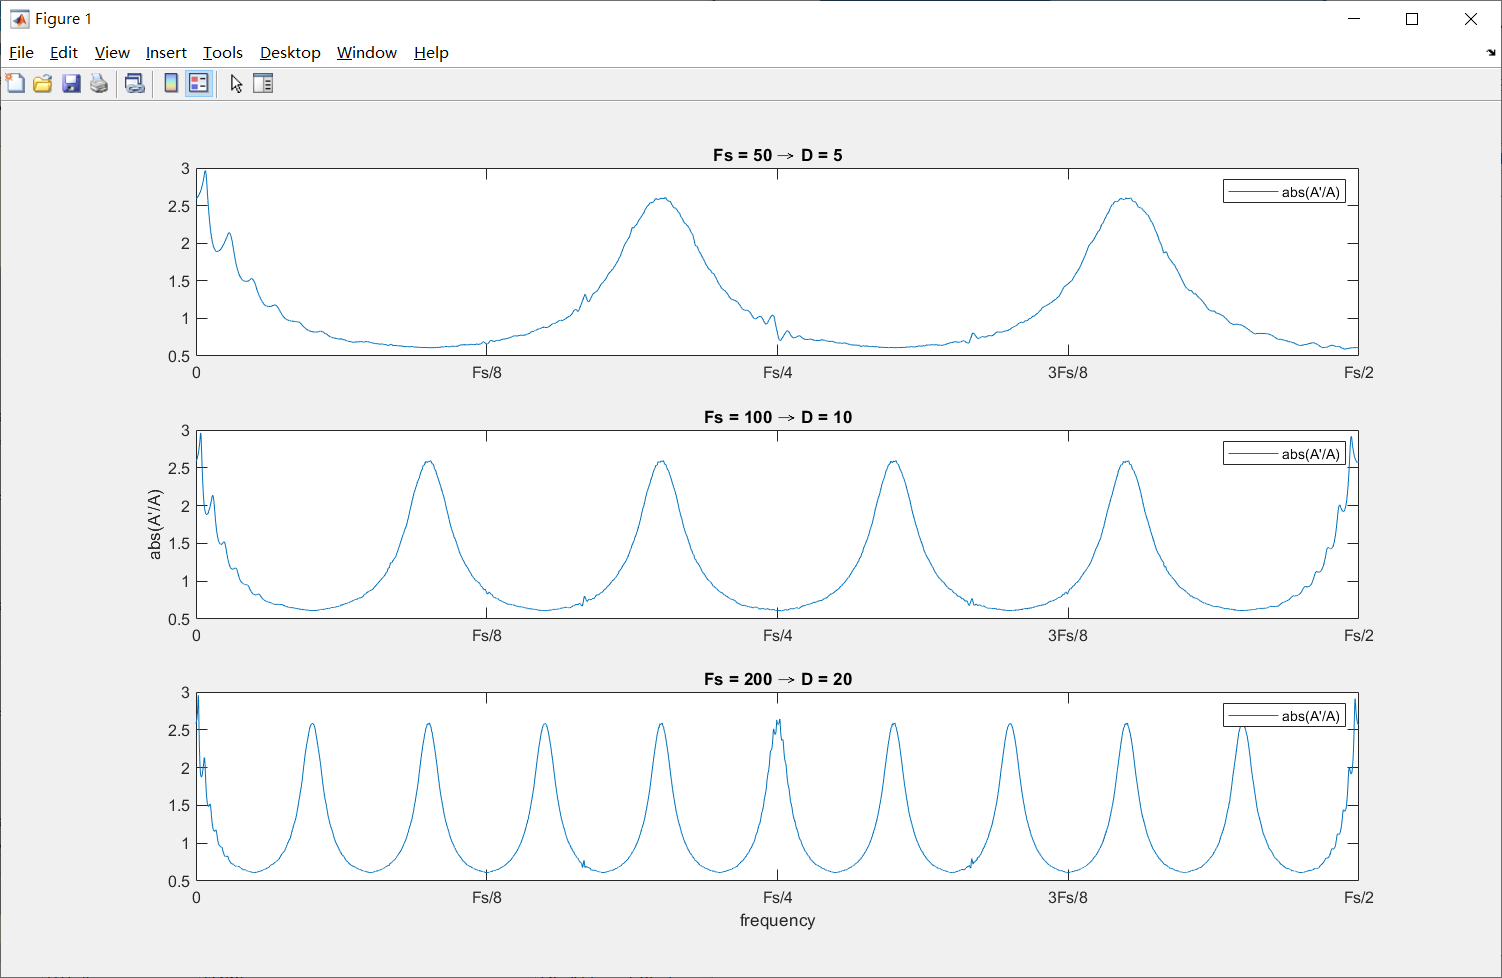 Figure 1
File Edit View Insert Tools Desktop Window Help
Fs = 50 → D = 5
3
2.5
2
1.5
1
0.5
abs(A'/A)
0 Fs/8 Fs/4 3Fs/8 Fs/2
Fs = 100 → D = 10
abs(A'/A)
3
2.5
2
1.5
1
0.5
abs(A'/A)
0 Fs/8 Fs/4 3Fs/8 Fs/2
Fs = 200 → D = 20
3
2.5
2
1.5
1
0.5
abs(A'/A)
0 Fs/8 Fs/4 3Fs/8 Fs/2
frequency